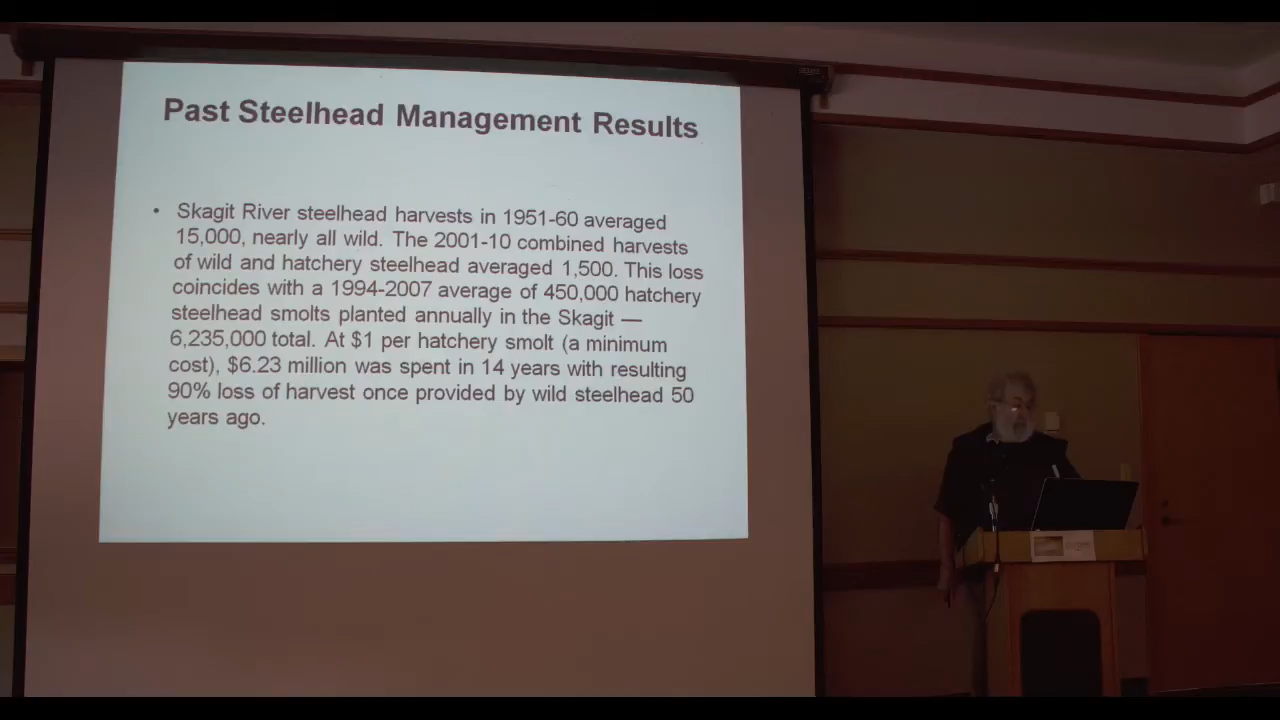 Past Steelhead Management Results
• Skagit River steelhead harvests in 1951-60 averaged
15,000, nearly all wild. The 2001-10 combined harvests
of wild and hatchery steelhead averaged 1,500. This loss
coincides with a 1994-2007 average of 450,000 hatchery
steelhead smolts planted annually in the Skagit —
6,235,000 total. At $1 per hatchery smolt (a minimum
cost), $6.23 million was spent in 14 years with resulting
90% loss of harvest once provided by wild steelhead 50
years ago.